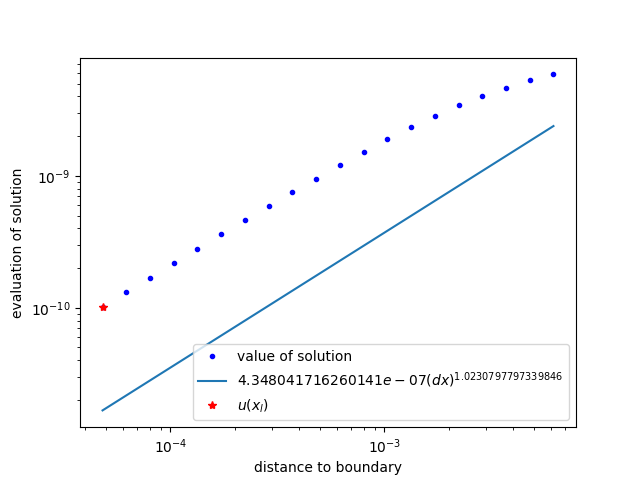 10⁻⁹
10⁻¹⁰
evaluation of solution
value of solution
4.348041716260141e − 07(dx)^1.0230797797339846
u(x_l)
10⁻⁴
10⁻³
distance to boundary